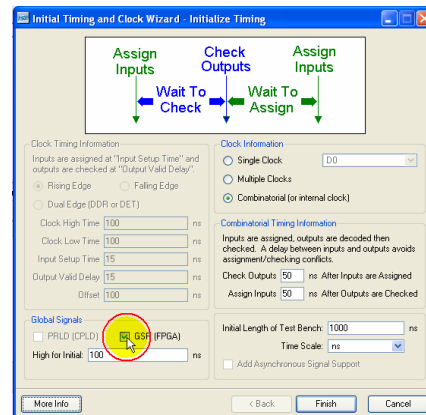 Initial Timing and Clock Wizard - Initialize Timing
Assign Inputs
Check Outputs
Assign Inputs
Wait To Check
Wait To Assign
Clock Timing Information
Inputs are assigned at "Input Setup Time" and
outputs are checked at "Output Valid Delay".
Rising Edge
Falling Edge
Dual Edge (DDR or DET)
Clock High Time 100 ns
Clock Low Time 100 ns
Input Setup Time 15 ns
Output Valid Delay 15 ns
Offset 100 ns
Global Signals
PRLD (CPLD)
GSR (FPGA)
High for Initial: 100 ns
Clock Information
Single Clock D0
Multiple Clocks
Combinatorial (or internal clock)
Combinatorial Timing Information
Inputs are assigned, outputs are decoded then
checked. A delay between inputs and outputs avoids
assignment/checking conflicts.
Check Outputs 50 ns After Inputs are Assigned
Assign Inputs 50 ns After Outputs are Checked
Initial Length of Test Bench: 1000 ns
Time Scale: ns
Add Asynchronous Signal Support
More Info
< Back
Finish
Cancel